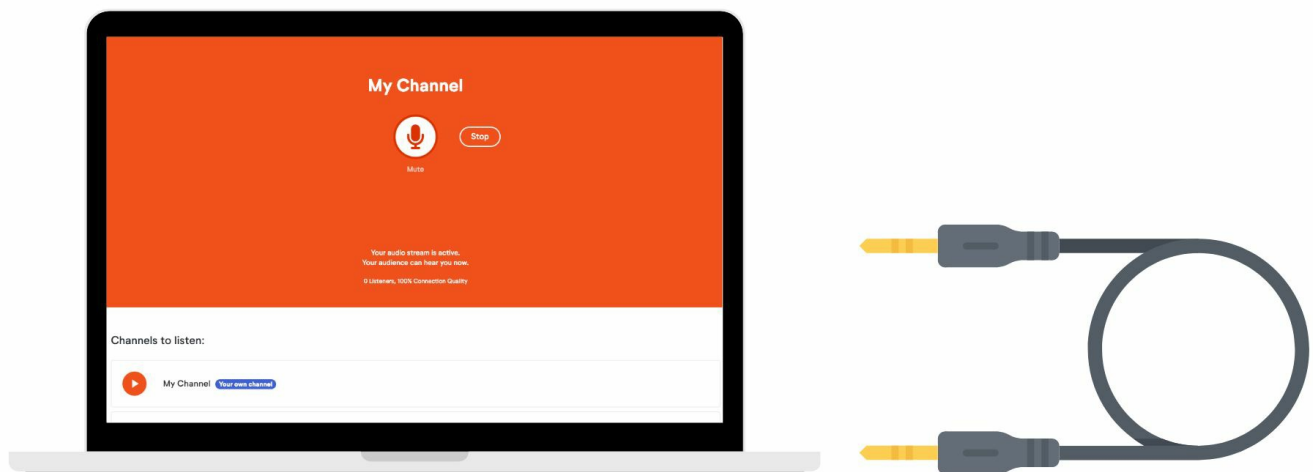 My Channel
Stop
Mute
Your audio stream is active.
Your audience can hear you now.
0 Listeners, 100% Connection Quality
Channels to listen:
My Channel Your own channel